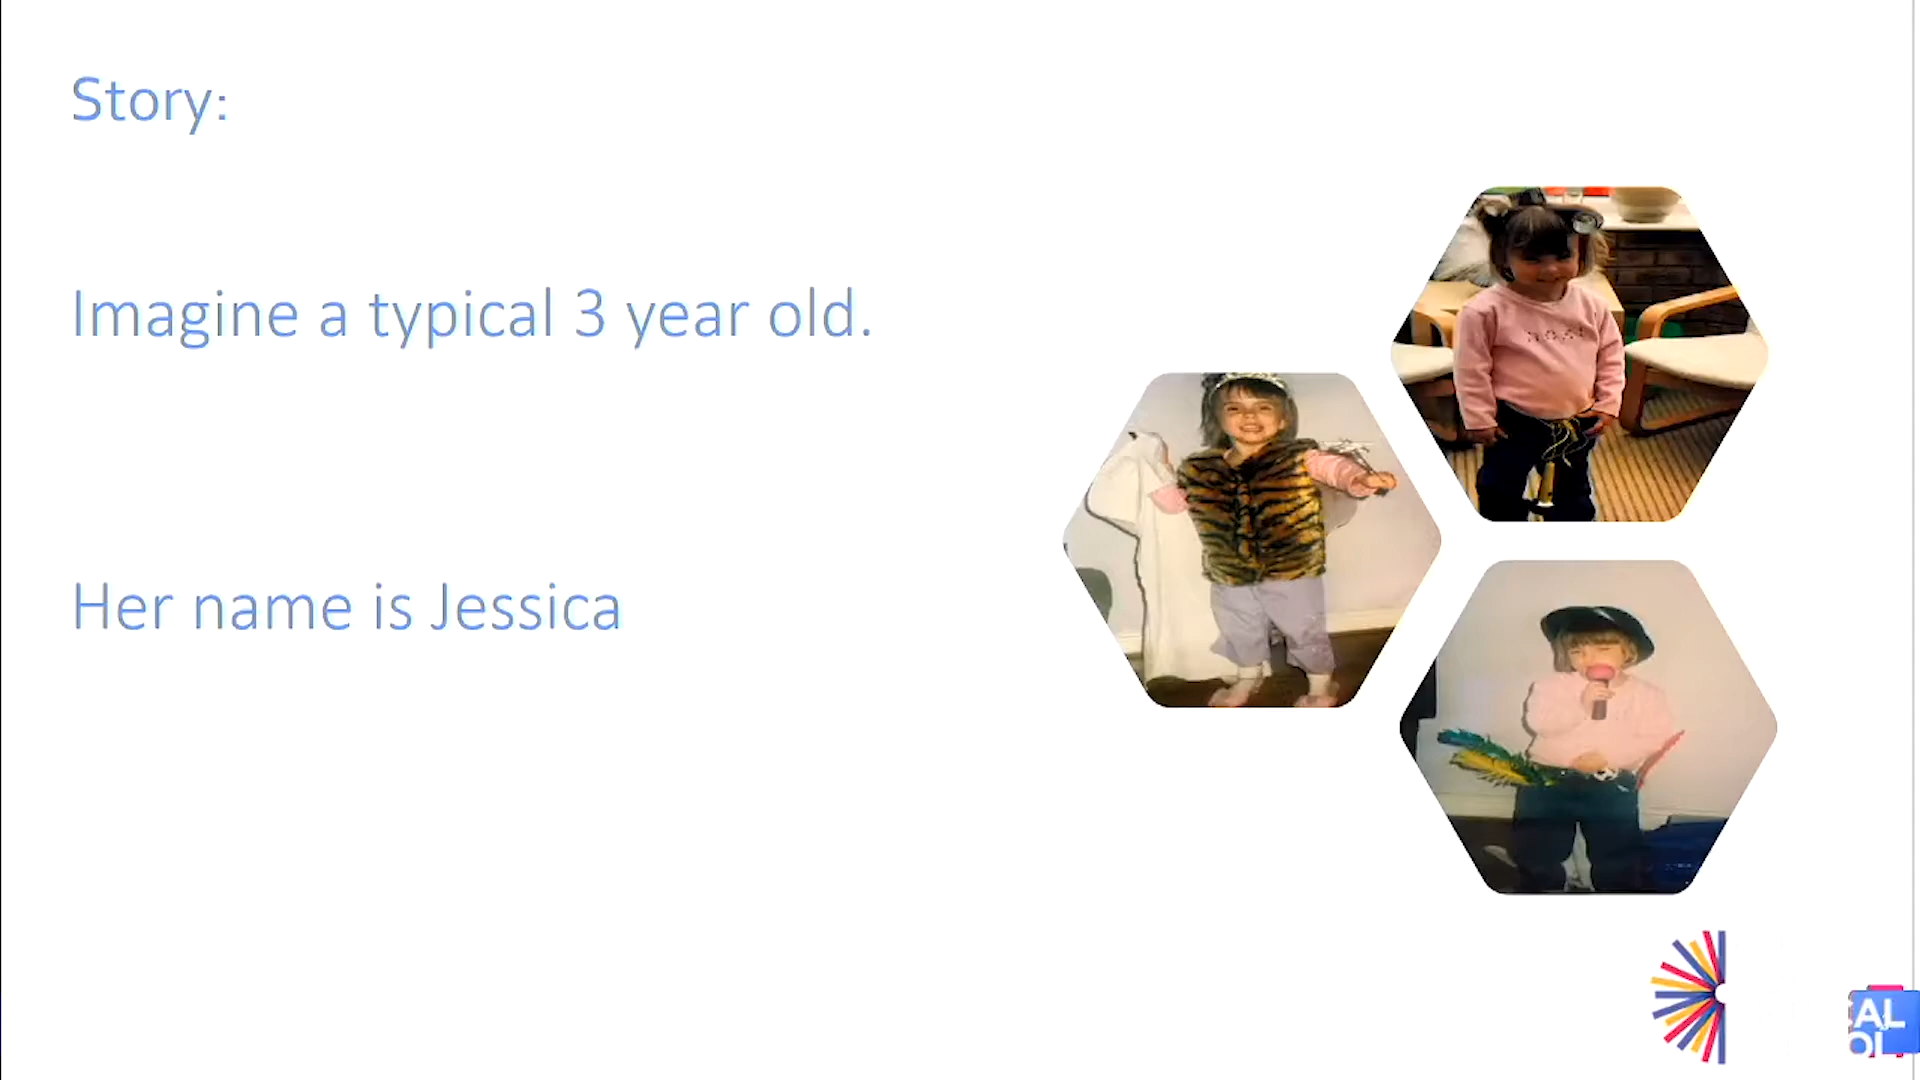 Story:
Imagine a typical 3 year old.
Her name is Jessica